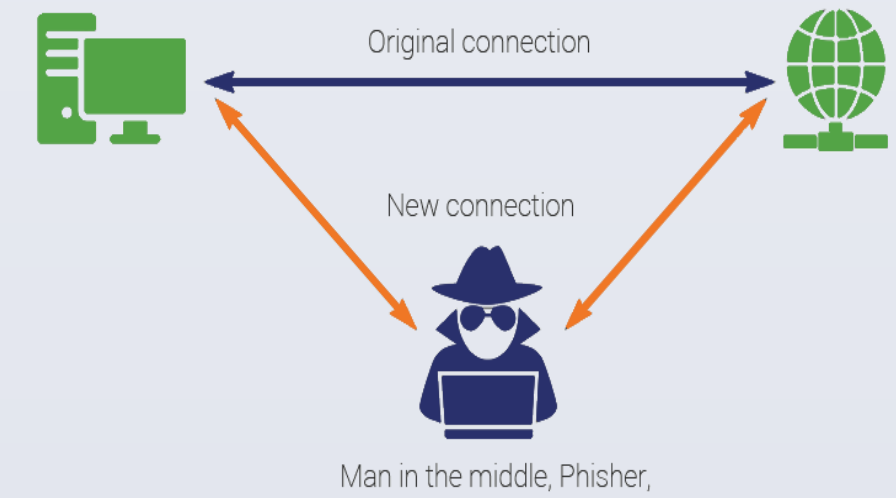 Original connection
New connection
Man in the middle, Phisher,